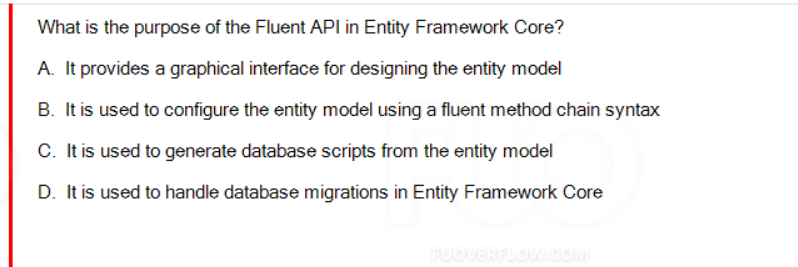 What is the purpose of the Fluent API in Entity Framework Core?
A. It provides a graphical interface for designing the entity model
B. It is used to configure the entity model using a fluent method chain syntax
C. It is used to generate database scripts from the entity model
D. It is used to handle database migrations in Entity Framework Core
FUO
FUOVERFLOW.COM